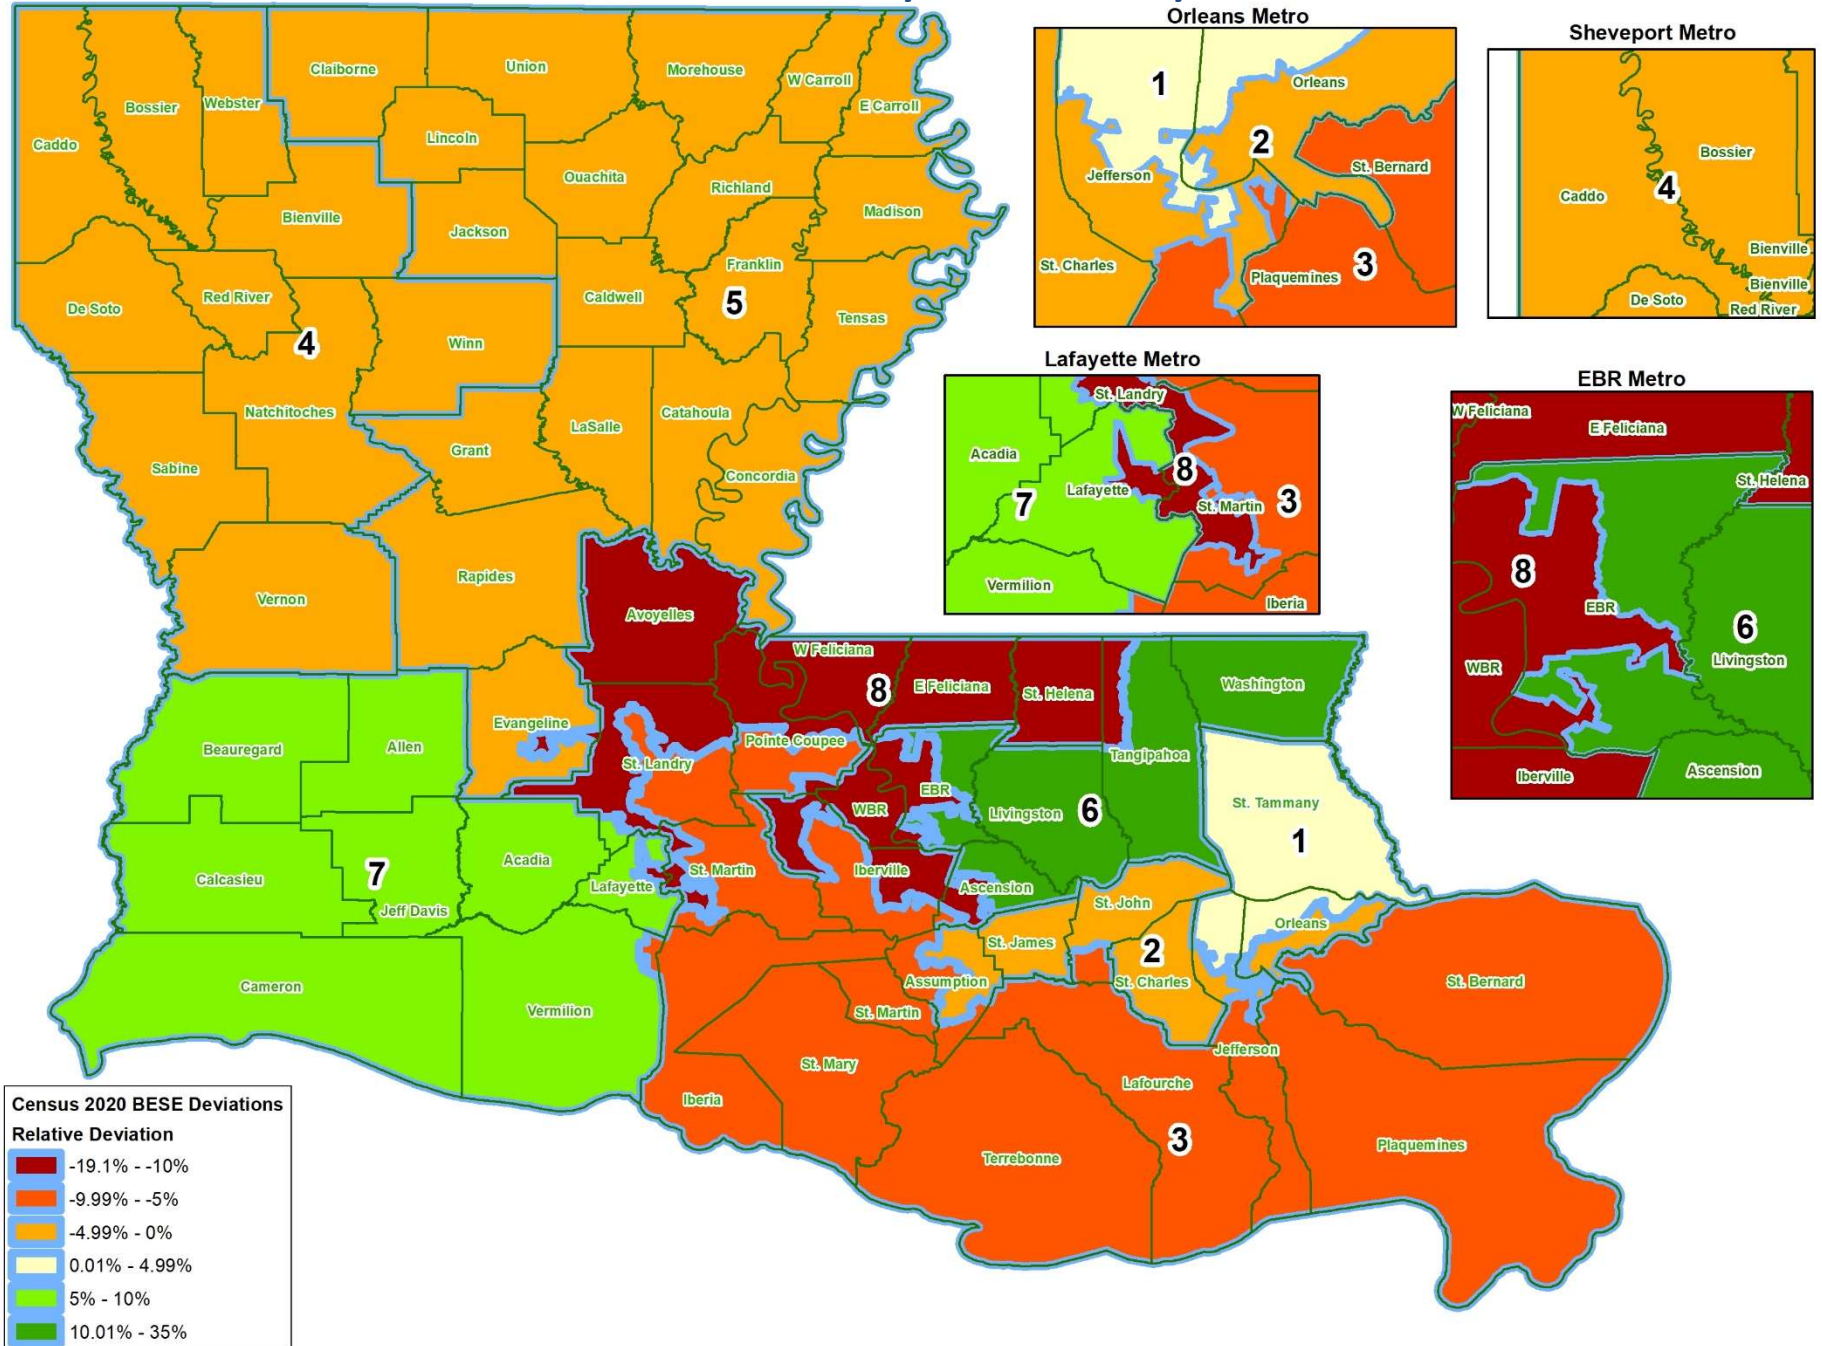 Orleans Metro
Sheveport Metro
Claiborne
Union
Morehouse
W Carroll
E Carroll
Bossier
Webster
Caddo
Lincoln
Ouachita
Richland
Madison
Bienville
Jackson
Franklin
De Soto
Red River
Caldwell
5
Tensas
4
Winn
Natchitoches
Catahoula
LaSalle
Grant
Sabine
Concordia
Rapides
Vernon
Avoyelles
W Feliciana
8
E Feliciana
St. Helena
Washington
Evangeline
Pointe Coupee
Beauregard
Allen
St. Landry
Tangipahoa
EBR
WBR
Livingston
6
St. Tammany
1
Acadia
7
Calcasieu
Lafayette
St. Martin
Iberville
Ascension
Jeff Davis
St. John
Orleans
St. James
2
Cameron
Assumption
St. Charles
St. Bernard
Vermilion
St. Martin
Jefferson
St. Mary
Lafourche
Iberia
3
Plaquemines
Terrebonne
1
Orleans
2
St. Bernard
Jefferson
St. Charles
Plaquemines
3
Bossier
4
Caddo
Bienville
Bienville
De Soto
Red River
Lafayette Metro
St. Landry
Acadia
8
Lafayette
7
St. Martin
3
Vermilion
Iberia
EBR Metro
W Feliciana
E Feliciana
St. Helena
8
EBR
6
WBR
Livingston
Iberville
Ascension
Census 2020 BESE Deviations
Relative Deviation
-19.1% - -10%
-9.99% - -5%
-4.99% - 0%
0.01% - 4.99%
5% - 10%
10.01% - 35%